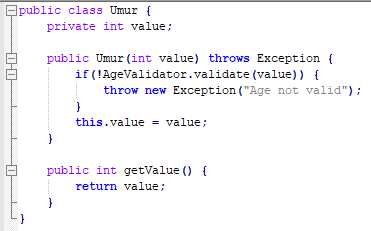 public class Umur {
    private int value;

    public Umur(int value) throws Exception {
        if(!AgeValidator.validate(value)) {
            throw new Exception("Age not valid");
        }
        this.value = value;
    }

    public int getValue() {
        return value;
    }
}